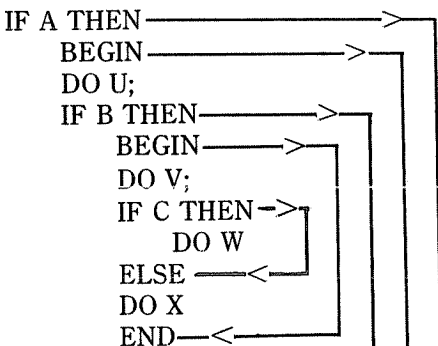 IF A THEN
BEGIN
DO U;
IF B THEN
BEGIN
DO V;
IF C THEN
DO W
ELSE
DO X
END